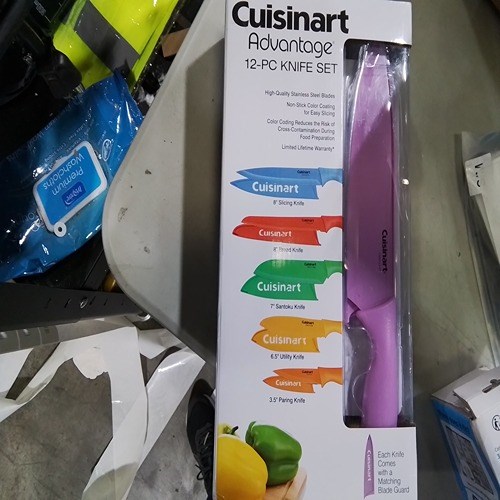 Cuisinart
Advantage
12-PC KNIFE SET
High-Quality Stainless Steel Blades
Non-Stick Color Coating
for Easy Slicing
Color Coding Reduces the Risk of
Cross-Contamination During
Food Preparation
Limited Lifetime Warranty*
Cuisinart
8" Slicing Knife
Cuisinart
Cuisinart
7" Santoku Knife
Cuisinart
6.5" Utility Knife
Cuisinart
3.5" Paring Knife
Cuisinart
Cuisinart
Each Knife
Comes
with a
Matching
Blade Guard
Premium
Washcloths